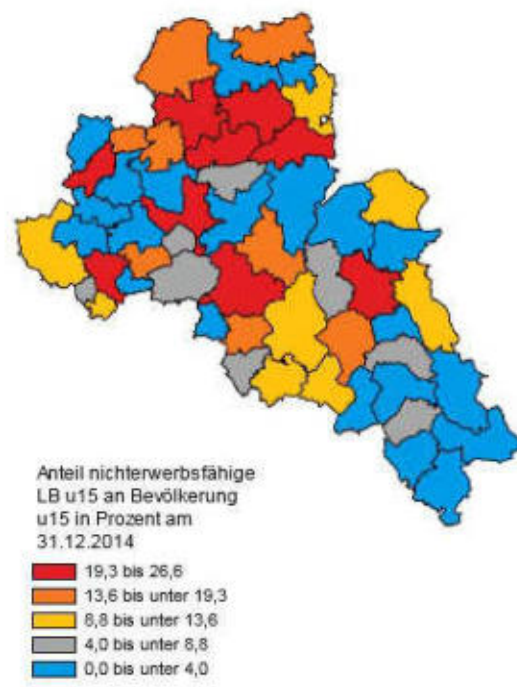 Anteil nichterwerbsfähige
LB u15 an Bevölkerung
u15 in Prozent am
31.12.2014
19,3 bis 26,6
13,6 bis unter 19,3
8,8 bis unter 13,6
4,0 bis unter 8,8
0,0 bis unter 4,0